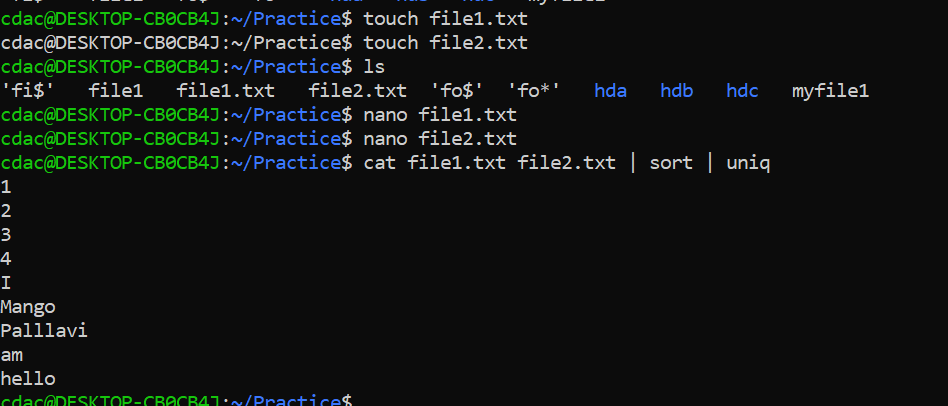 cdac@DESKTOP-CB0CB4J:~/Practice$ touch file1.txt
cdac@DESKTOP-CB0CB4J:~/Practice$ touch file2.txt
cdac@DESKTOP-CB0CB4J:~/Practice$ ls
'fi$'   file1   file1.txt   file2.txt  'fo$'  'fo*'   hda   hdb   hdc   myfile1
cdac@DESKTOP-CB0CB4J:~/Practice$ nano file1.txt
cdac@DESKTOP-CB0CB4J:~/Practice$ nano file2.txt
cdac@DESKTOP-CB0CB4J:~/Practice$ cat file1.txt file2.txt | sort | uniq
1
2
3
4
I
Mango
Palllavi
am
hello
cdac@DESKTOP-CB0CB4J:~/Practice$